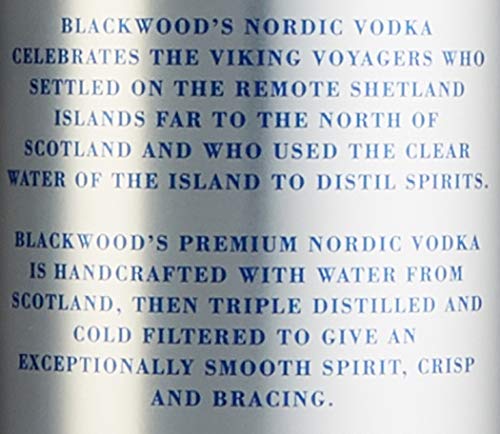 BLACKWOOD'S NORDIC VODKA
CELEBRATES THE VIKING VOYAGERS WHO
SETTLED ON THE REMOTE SHETLAND
ISLANDS FAR TO THE NORTH OF
SCOTLAND AND WHO USED THE CLEAR
WATER OF THE ISLAND TO DISTIL SPIRITS.
BLACKWOOD'S PREMIUM NORDIC VODKA
IS HANDCRAFTED WITH WATER FROM
SCOTLAND, THEN TRIPLE DISTILLED AND
COLD FILTERED TO GIVE AN
EXCEPTIONALLY SMOOTH SPIRIT, CRISP
AND BRACING.